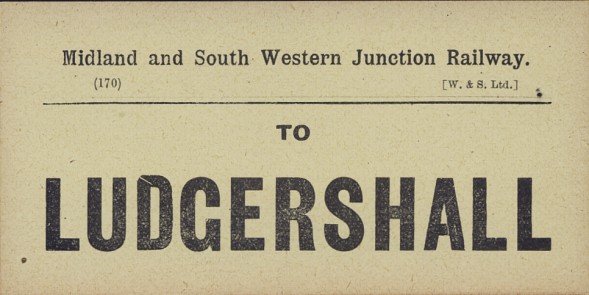 Midland and South Western Junction Railway.
(170) [W. & S. Ltd.]
TO
LUDGERSHALL